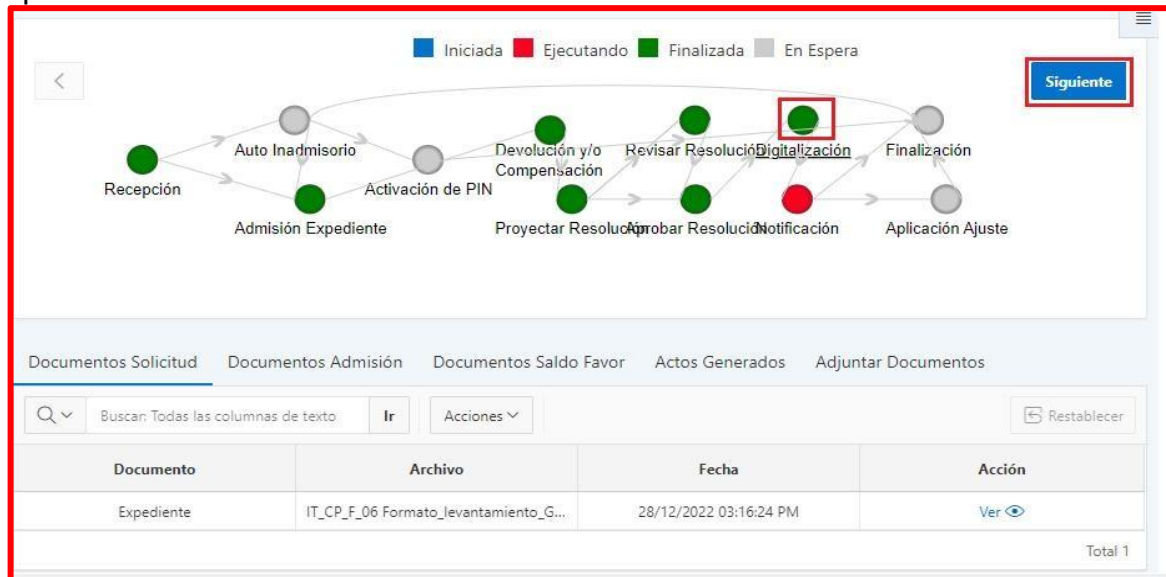 Iniciada Ejecutando Finalizada En Espera
Siguiente
Auto Inadmisorio
Devolución y/o Compensación
Revisar Resolución
Digitalización
Finalización
Recepción
Activación de PIN
Admisión Expediente
Proyectar Resolución
Aprobar Resolución
Notificación
Aplicación Ajuste
Documentos Solicitud Documentos Admisión Documentos Saldo Favor Actos Generados Adjuntar Documentos
Buscar: Todas las columnas de texto Ir Acciones Restablecer
Documento Archivo Fecha Acción
Expediente IT_CP_F_06 Formato_levantamiento_G... 28/12/2022 03:16:24 PM Ver
Total 1